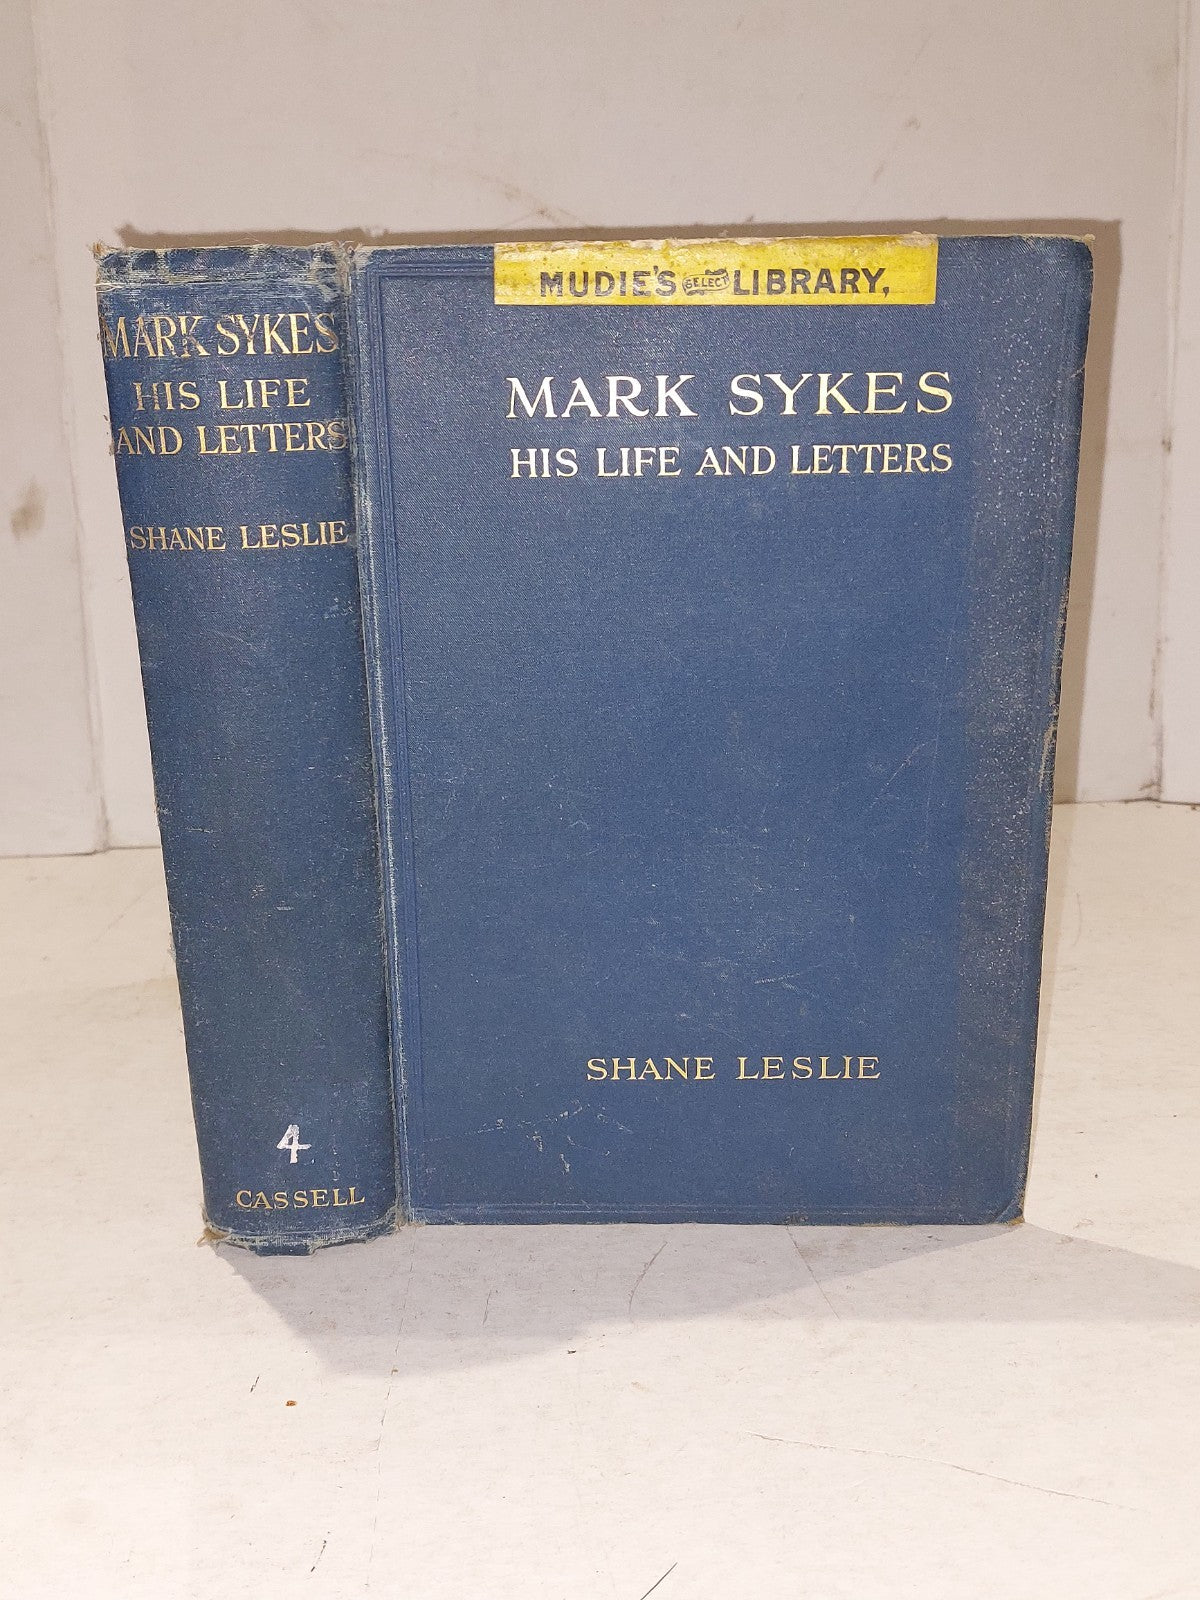 MARK SYKES
HIS LIFE
AND LETTERS
SHANE LESLIE
4
CASSELL
MUDIE'S SELECT LIBRARY,
MARK SYKES
HIS LIFE AND LETTERS
SHANE LESLIE